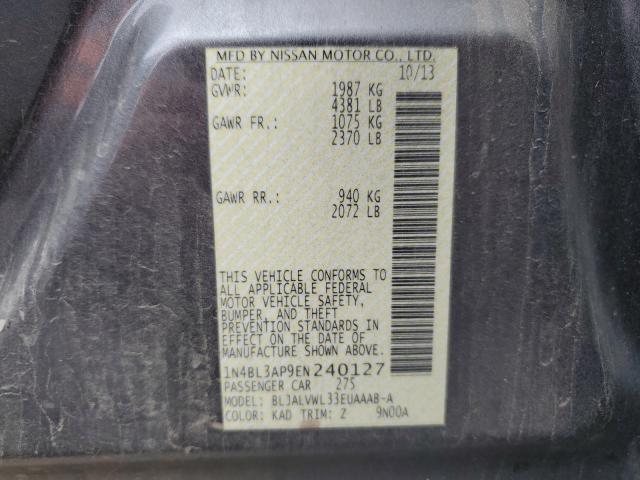 MFD BY NISSAN MOTOR CO., LTD.
DATE: 10/13
GVWR: 1987 KG
4381 LB
GAWR FR.: 1075 KG
2370 LB
GAWR RR.: 940 KG
2072 LB
THIS VEHICLE CONFORMS TO
ALL APPLICABLE FEDERAL
MOTOR VEHICLE SAFETY,
BUMPER, AND THEFT
PREVENTION STANDARDS IN
EFFECT ON THE DATE OF
MANUFACTURE SHOWN ABOVE.
1N4BL3AP9EN240127
PASSENGER CAR 275
MODEL: BLJALVWL33EUAAAB-A
COLOR: KAD TRIM: Z 9N00A